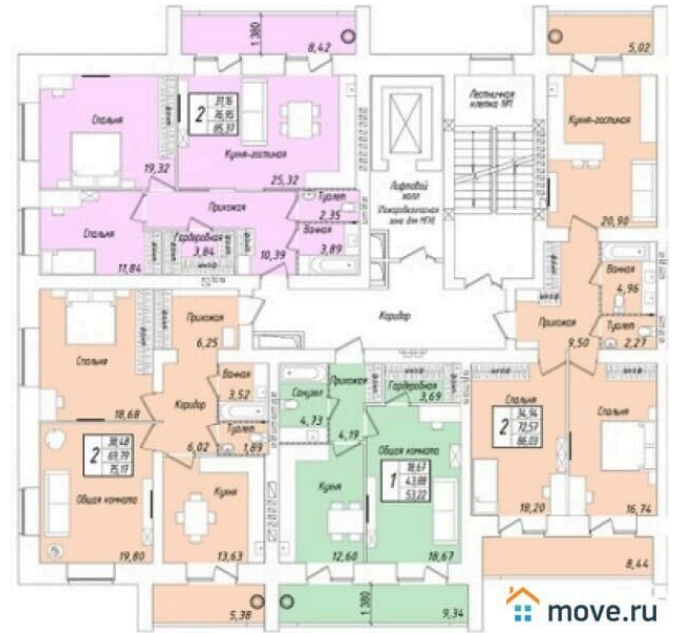 1 380
8,42
5,02
Спальня
19,32
2
31,16
76,95
85,37
Кухня-гостиная
25,32
Лифтовой
холл
Лестничная
клетка №1
Кухня-гостиная
20,90
Спальня
11,84
Прихожая
Гардеробная
3,84
10,39
Туалет
2,35
Ванная
3,89
Коридор
Прихожая
9,50
Ванная
4,96
Туалет
2,27
Спальня
18,68
Прихожая
6,25
Коридор
6,02
Ванная
3,52
Туалет
1,89
Санузел
4,73
Прихожая
4,19
Гардеробная
3,69
Спальня
2
34,94
72,57
86,03
18,20
Спальня
16,74
2
38,48
69,79
75,17
Общая комната
19,80
Кухня
13,63
Кухня
12,60
Общая комната
1
18,67
43,88
53,22
18,67
8,44
5,38
1 380
9,34
move.ru